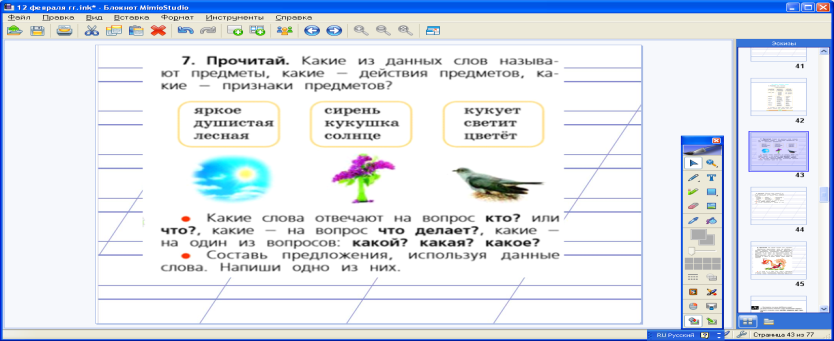 12 февраля гг.ink* - Блокнот MimioStudio
Файл Правка Вид Вставка Формат Инструменты Справка
7. Прочитай. Какие из данных слов называ-
ют предметы, какие — действия предметов, ка-
кие — признаки предметов?
яркое
душистая
лесная
сирень
кукушка
солнце
кукует
светит
цветёт
• Какие слова отвечают на вопрос кто? или
что?, какие — на вопрос что делает?, какие —
на один из вопросов: какой? какая? какое?
• Составь предложения, используя данные
слова. Напиши одно из них.
Эскизы
41
42
43
44
45
RU Русский
Страница 43 из 77